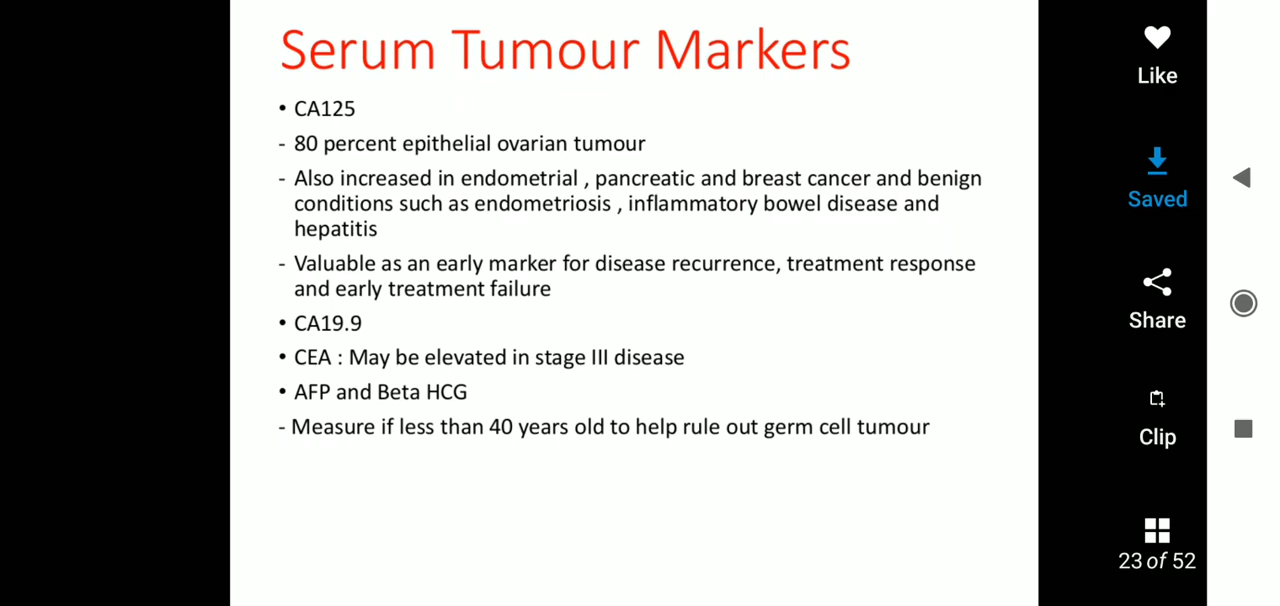 Serum Tumour Markers
• CA125
- 80 percent epithelial ovarian tumour
- Also increased in endometrial , pancreatic and breast cancer and benign
conditions such as endometriosis , inflammatory bowel disease and
hepatitis
- Valuable as an early marker for disease recurrence, treatment response
and early treatment failure
• CA19.9
• CEA : May be elevated in stage III disease
• AFP and Beta HCG
- Measure if less than 40 years old to help rule out germ cell tumour
Like
Saved
Share
Clip
23 of 52